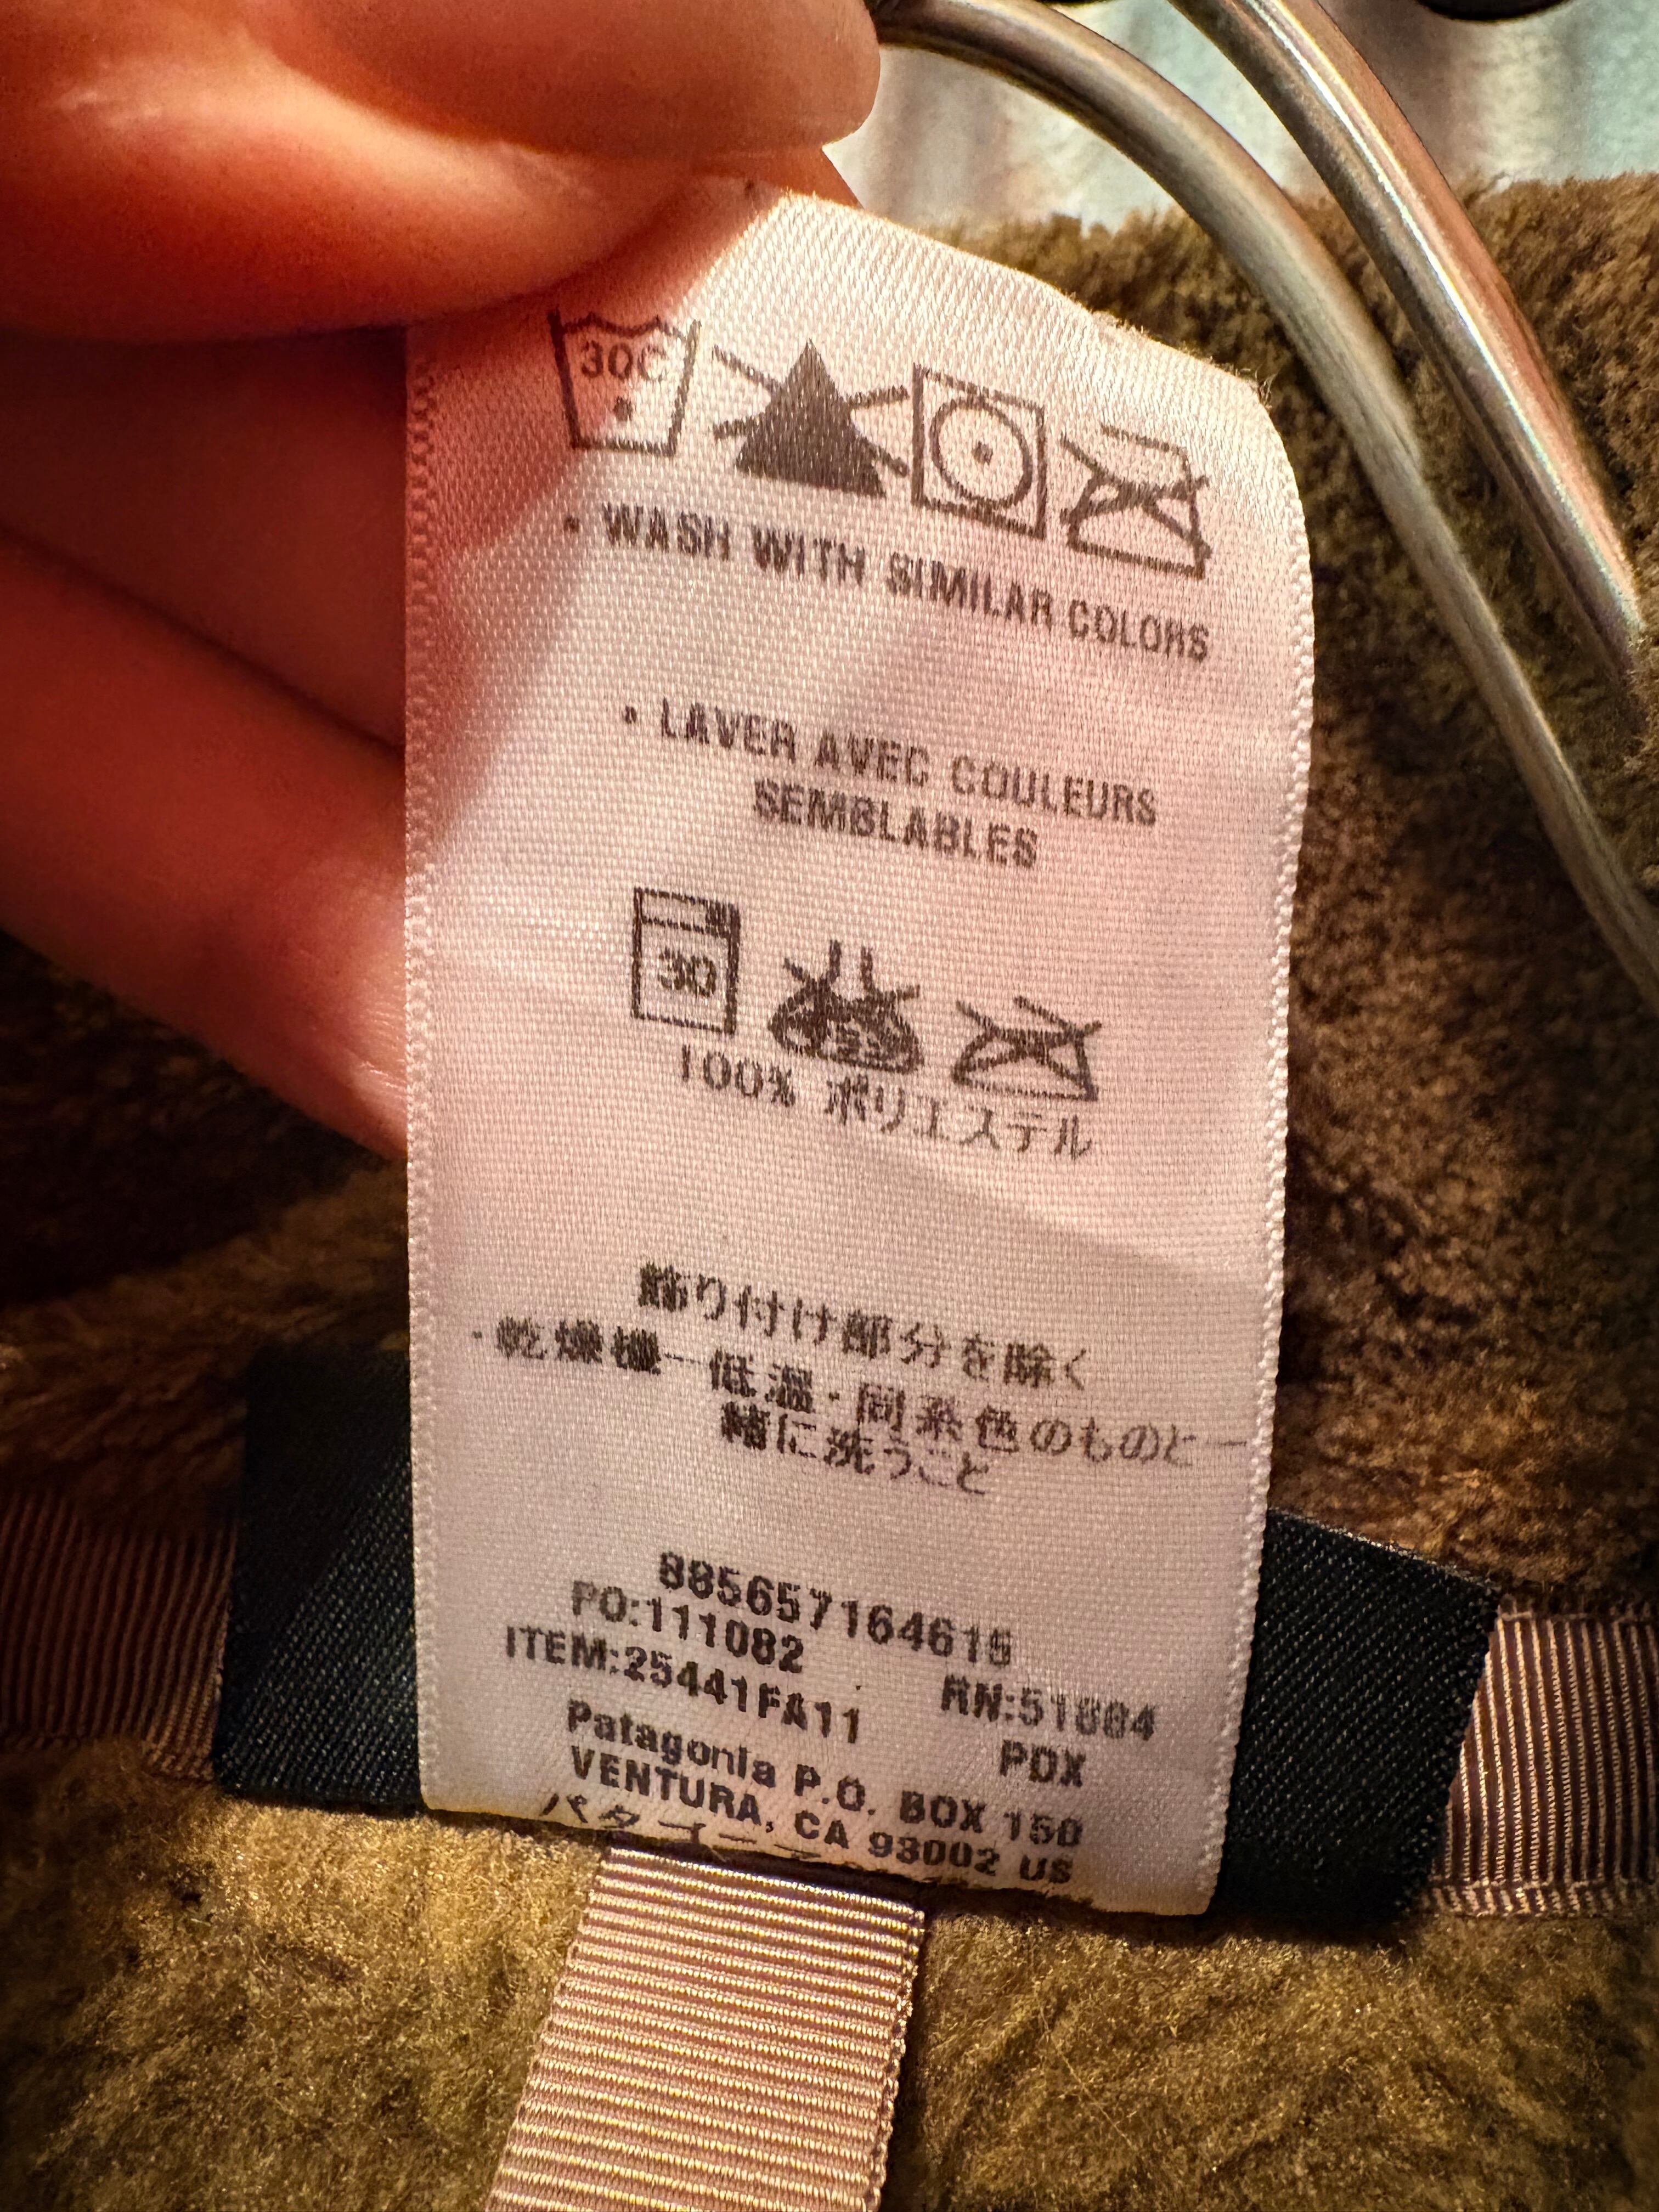 30C
• WASH WITH SIMILAR COLORS
• LAVER AVEC COULEURS
SEMBLABLES
30
100% ポリエステル
飾り付け部分を除く
・乾燥機一低温・同系色のものと一
緒に洗うこと
885657164615
PO:111082 RN:51884
ITEM:25441FA11 PDX
Patagonia P.O. BOX 150
VENTURA, CA 93002 US